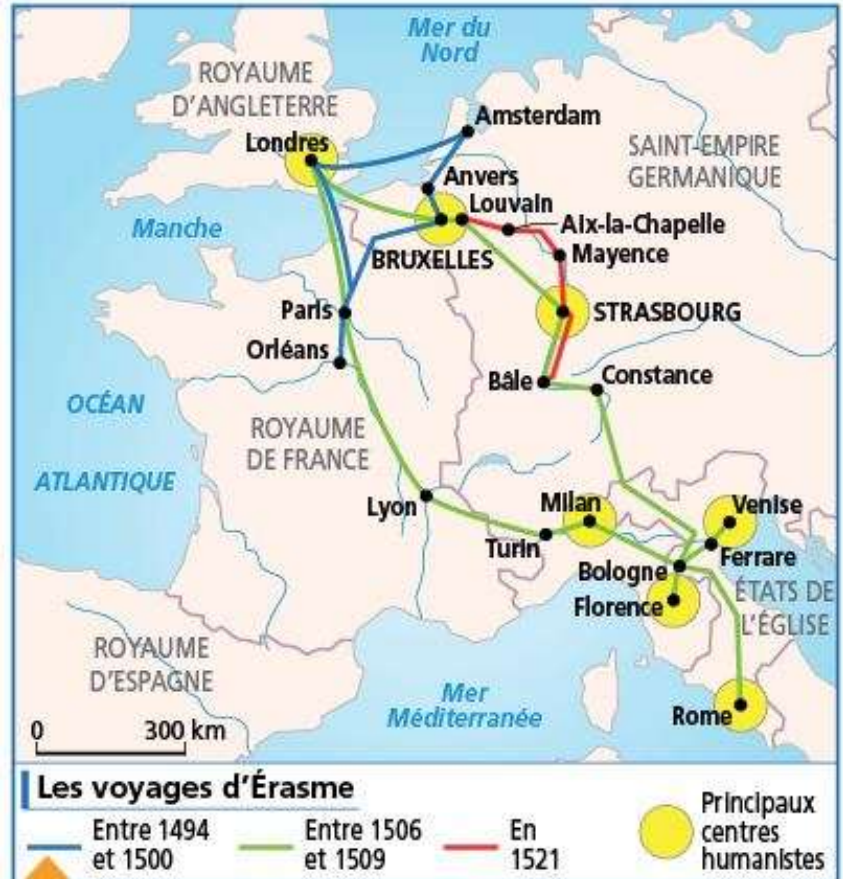 Mer du
Nord
ROYAUME
D'ANGLETERRE
Amsterdam
Londres
SAINT-EMPIRE
GERMANIQUE
Anvers
Louvain
Manche
Aix-la-Chapelle
BRUXELLES
Mayence
Paris
STRASBOURG
Orléans
Bâle
Constance
OCÉAN
ATLANTIQUE
ROYAUME
DE FRANCE
Lyon
Milan
Venise
Turin
Ferrare
Bologne
Florence
ÉTATS DE
L'ÉGLISE
ROYAUME
D'ESPAGNE
Mer
Méditerranée
Rome
0 300 km
Les voyages d'Érasme
Entre 1494
et 1500
Entre 1506
et 1509
En
1521
Principaux
centres
humanistes